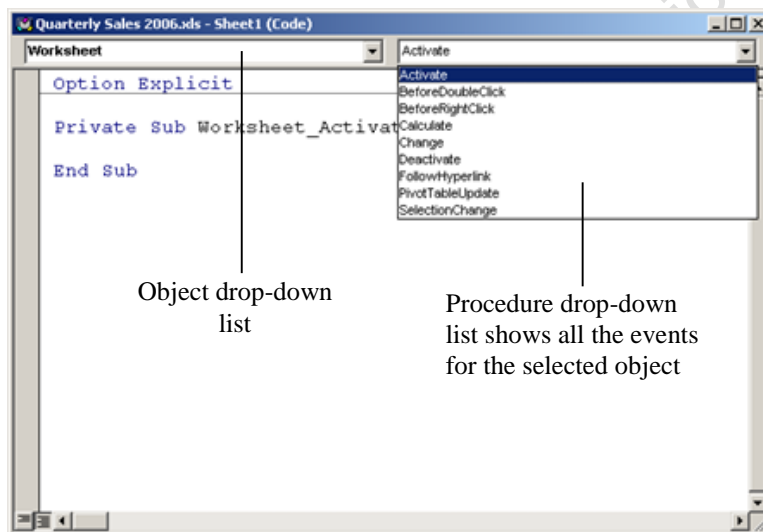 Quarterly Sales 2006.xls - Sheet1 (Code)
Worksheet
Activate
Option Explicit
Private Sub Worksheet_Activat
End Sub
Activate
BeforeDoubleClick
BeforeRightClick
Calculate
Change
Deactivate
FollowHyperlink
PivotTableUpdate
SelectionChange
Object drop-down
list
Procedure drop-down
list shows all the events
for the selected object